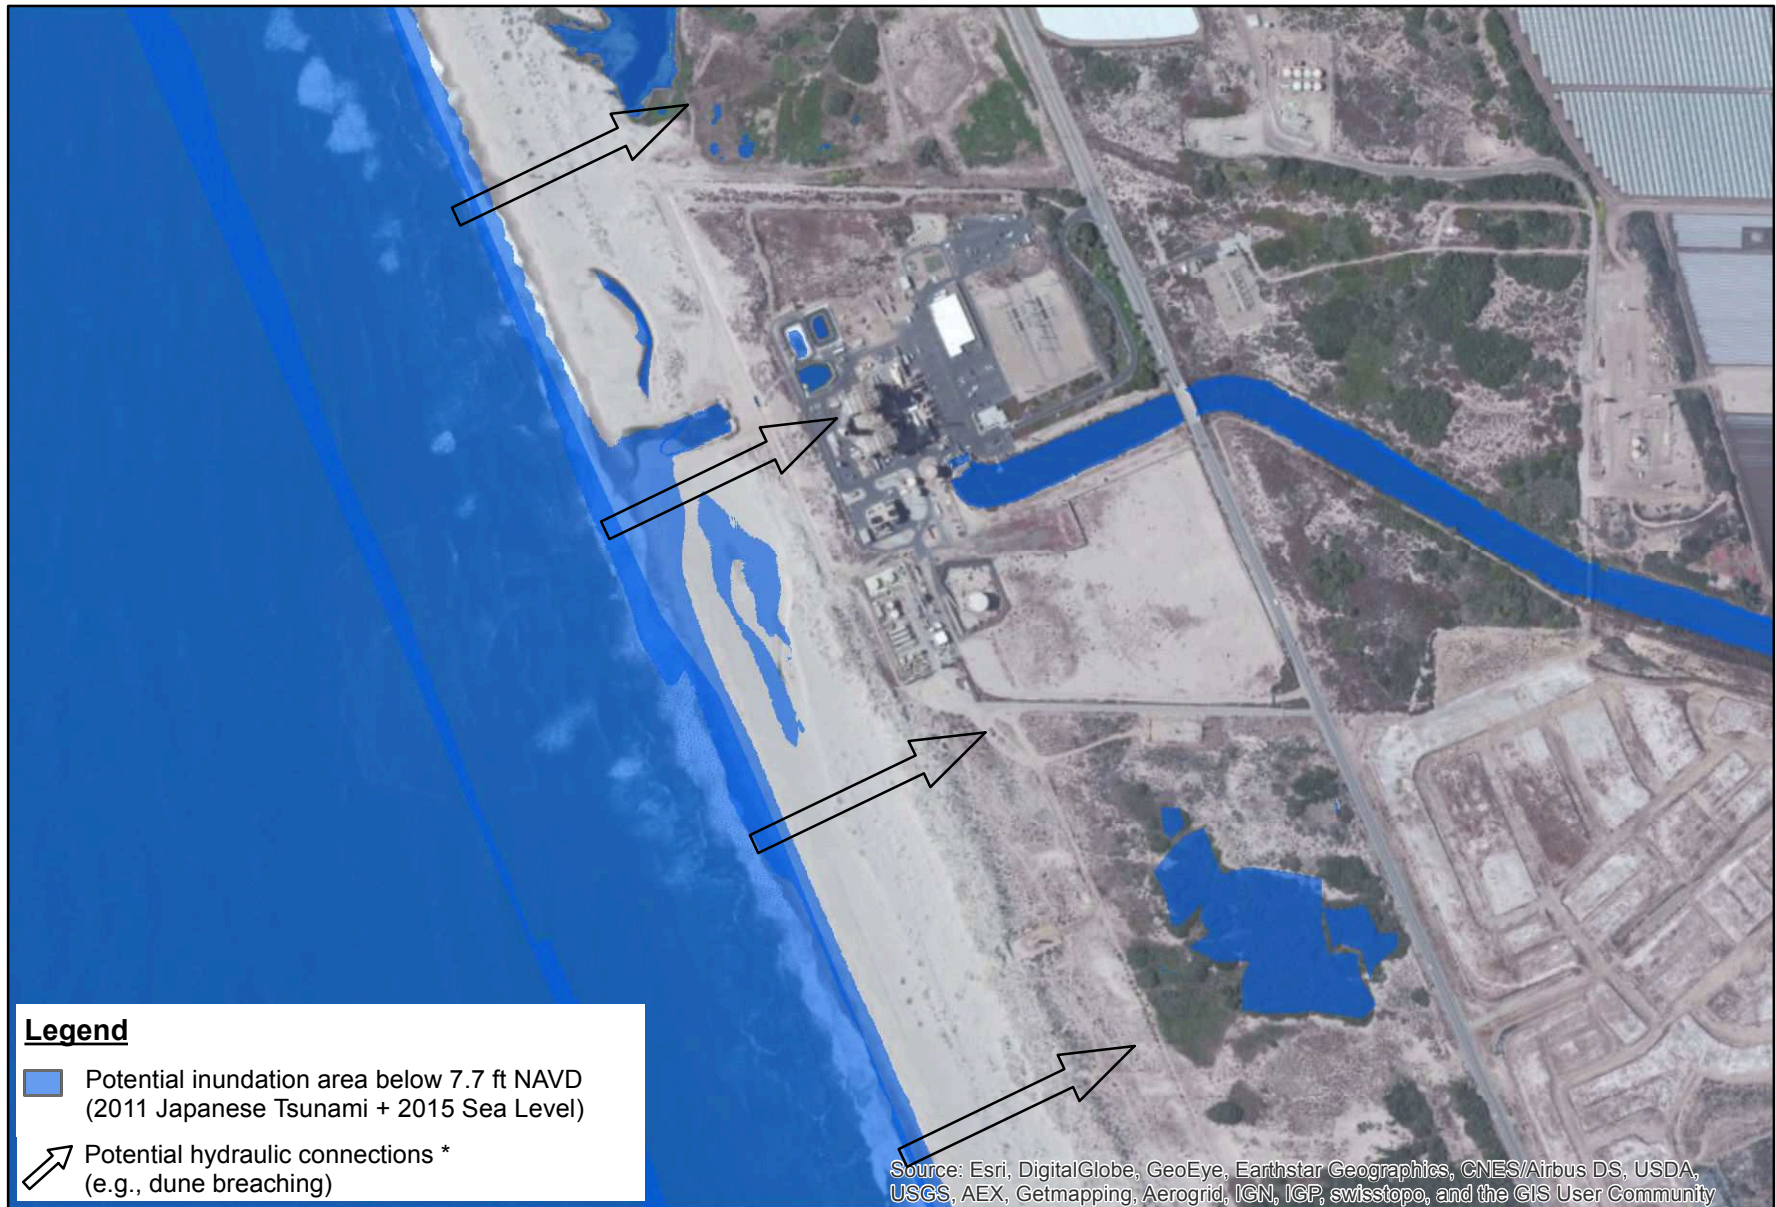 Legend
Potential inundation area below 7.7 ft NAVD
(2011 Japanese Tsunami + 2015 Sea Level)
Potential hydraulic connections *
(e.g., dune breaching)
Source: Esri, DigitalGlobe, GeoEye, Earthstar Geographics, CNES/Airbus DS, USDA,
USGS, AEX, Getmapping, Aerogrid, IGN, IGP, swisstopo, and the GIS User Community